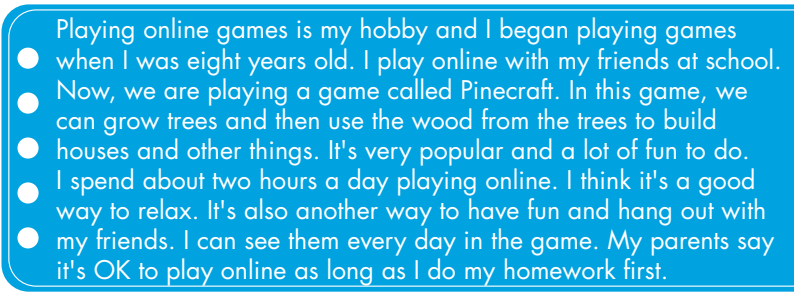 Playing online games is my hobby and I began playing games
when I was eight years old. I play online with my friends at school.
Now, we are playing a game called Pinecraft. In this game, we
can grow trees and then use the wood from the trees to build
houses and other things. It's very popular and a lot of fun to do.
I spend about two hours a day playing online. I think it's a good
way to relax. It's also another way to have fun and hang out with
my friends. I can see them every day in the game. My parents say
it's OK to play online as long as I do my homework first.